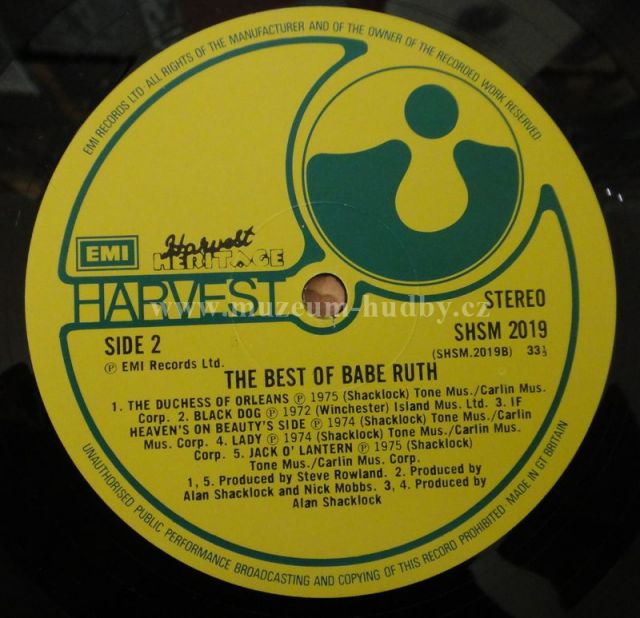 EMI RECORDS LTD ALL RIGHTS OF THE MANUFACTURER AND OF THE OWNER OF THE RECORDED WORK RESERVED:
EMI
Harvest
HERITAGE
HARVEST
www.muzeum-hudby.cz
STEREO
SIDE 2
SHSM 2019
℗ EMI Records Ltd.
(SHSM.2019B) 33⅓
THE BEST OF BABE RUTH
1. THE DUCHESS OF ORLEANS ℗ 1975 (Shacklock) Tone Mus./Carlin Mus.
Corp. 2. BLACK DOG ℗ 1972 (Winchester) Island Mus. Ltd. 3. IF
HEAVEN'S ON BEAUTY'S SIDE ℗ 1974 (Shacklock) Tone Mus./Carlin
Mus. Corp. 4. LADY ℗ 1974 (Shacklock) Tone Mus./Carlin Mus.
Corp. 5. JACK O' LANTERN ℗ 1975 (Shacklock)
Tone Mus./Carlin Mus. Corp.
1, 5. Produced by Steve Rowland. 2. Produced by
Alan Shacklock and Nick Mobbs. 3, 4. Produced by
Alan Shacklock
UNAUTHORISED PUBLIC PERFORMANCE BROADCASTING AND COPYING OF THIS RECORD PROHIBITED MADE IN GT BRITAIN